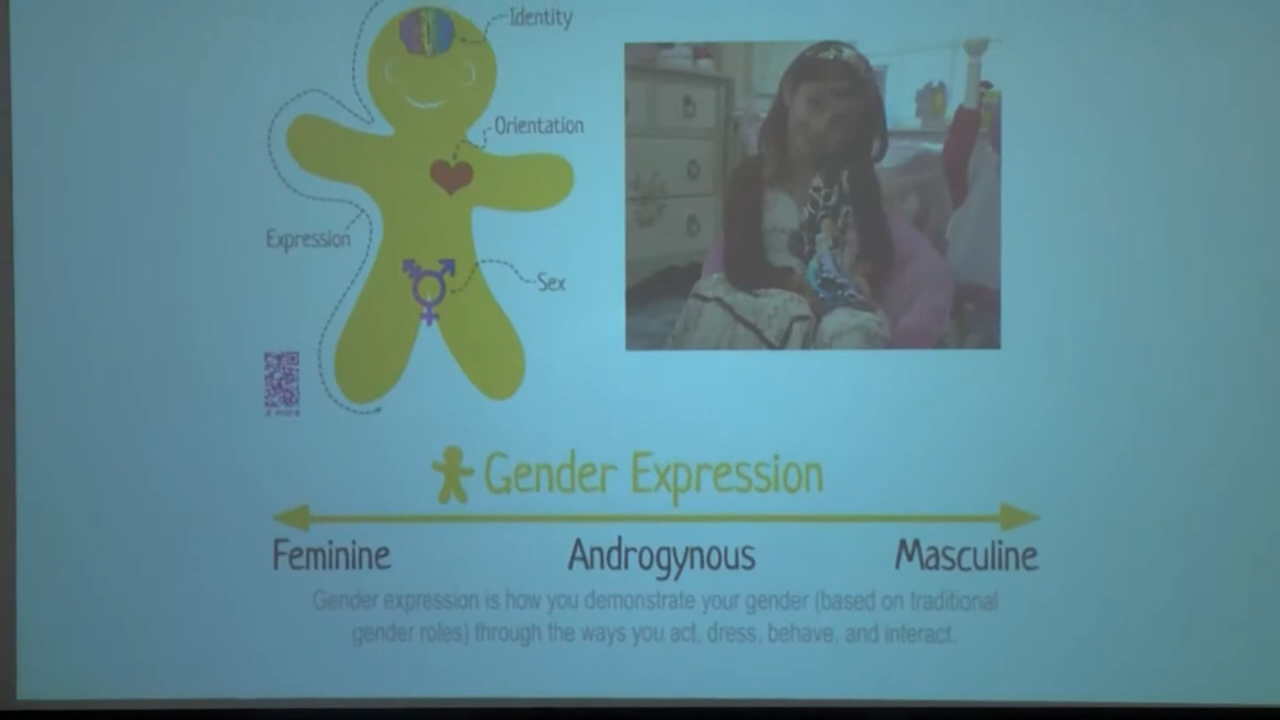 Identity
Orientation
Expression
Sex
Gender Expression
Feminine Androgynous Masculine
Gender expression is how you demonstrate your gender (based on traditional
gender roles) through the ways you act, dress, behave, and interact.